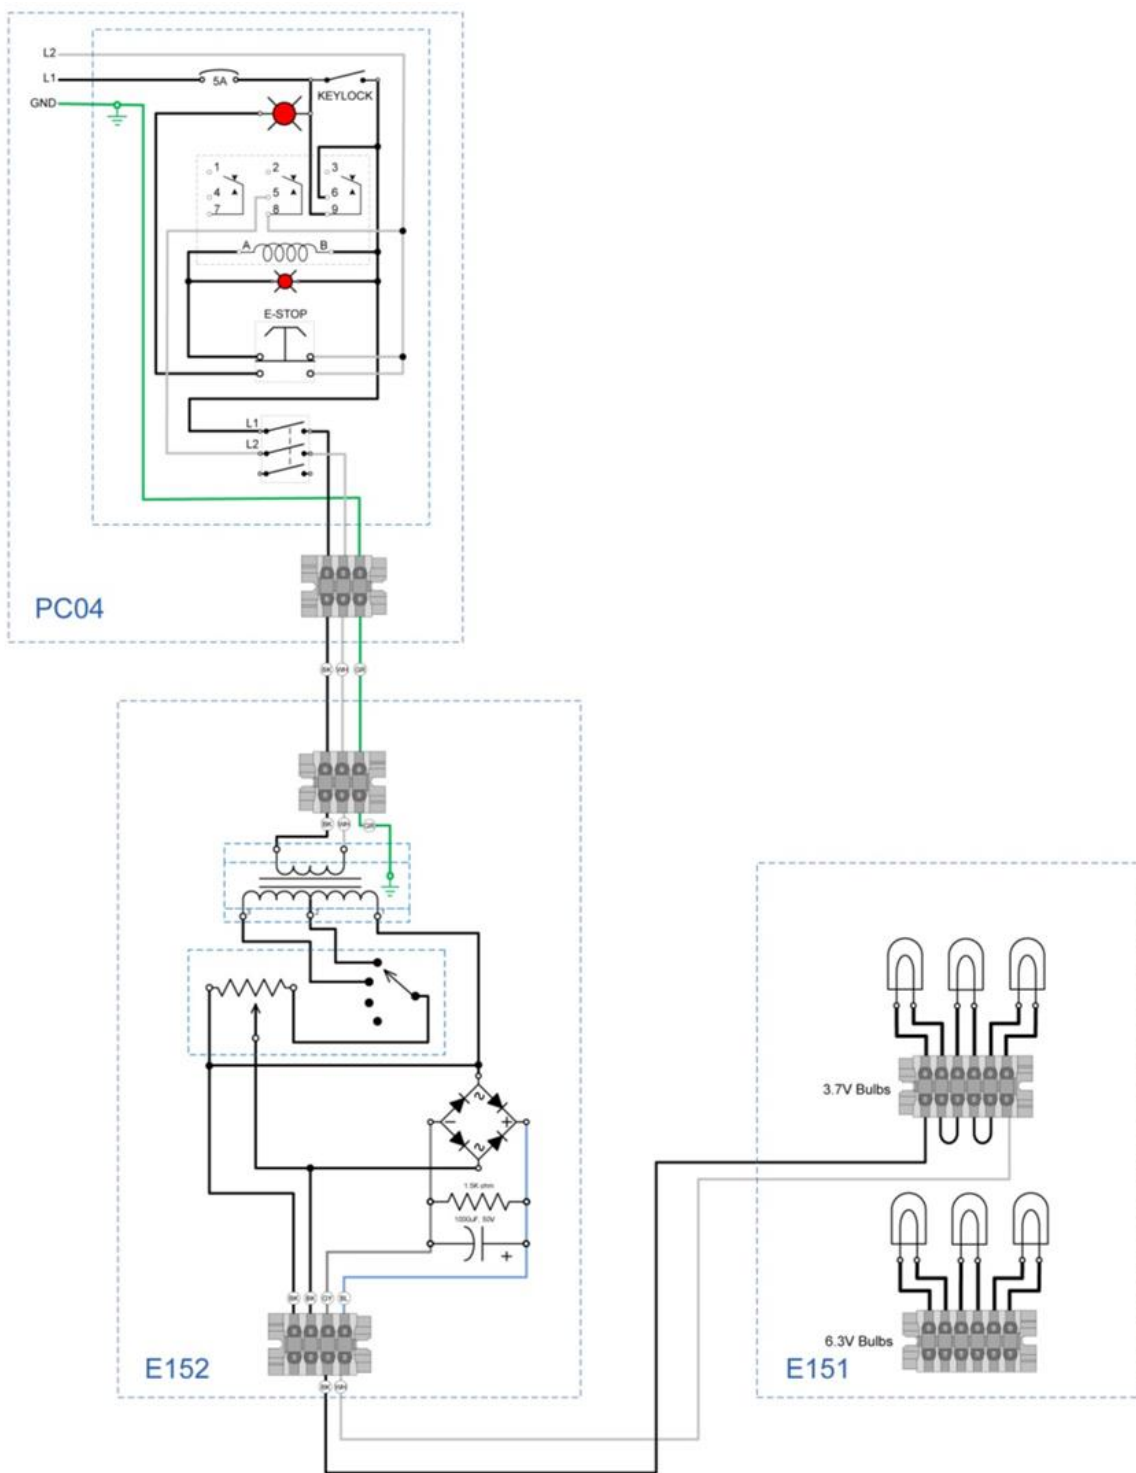 L2
L1
5A
KEYLOCK
GND
1
2
3
4
5
6
7
8
9
A
B
E-STOP
L1
L2
PC04
BK
WH
GR
BK
WH
GR
3.7V Bulbs
1.5K ohm
1000uF, 50V
+
BK
BK
GY
BL
6.3V Bulbs
E152
E151
BK
WH